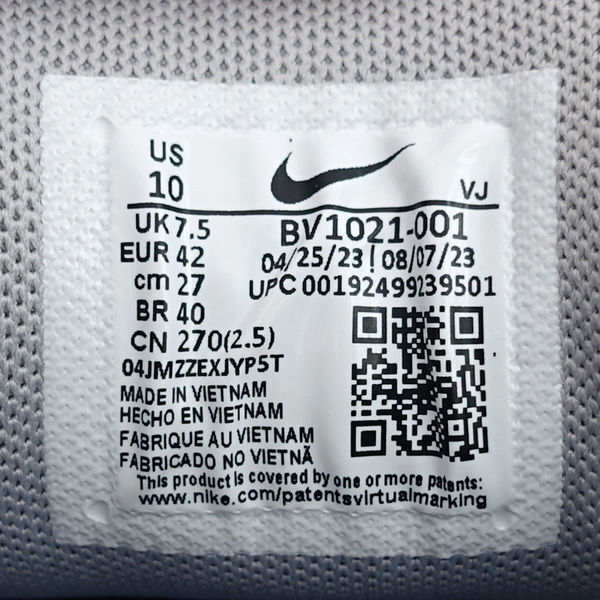 US
10
VJ
UK 7.5
EUR 42
cm 27
BR 40
CN 270(2.5)
BV1021-001
04/25/23 | 08/07/23
UPC 00192499239501
04JMZZEXJYP5T
MADE IN VIETNAM
HECHO EN VIETNAM
FABRIQUE AU VIETNAM
FABRICADO NO VIETNÃ
This product is covered by one or more patents:
www.nike.com/patentsvirtualmarking